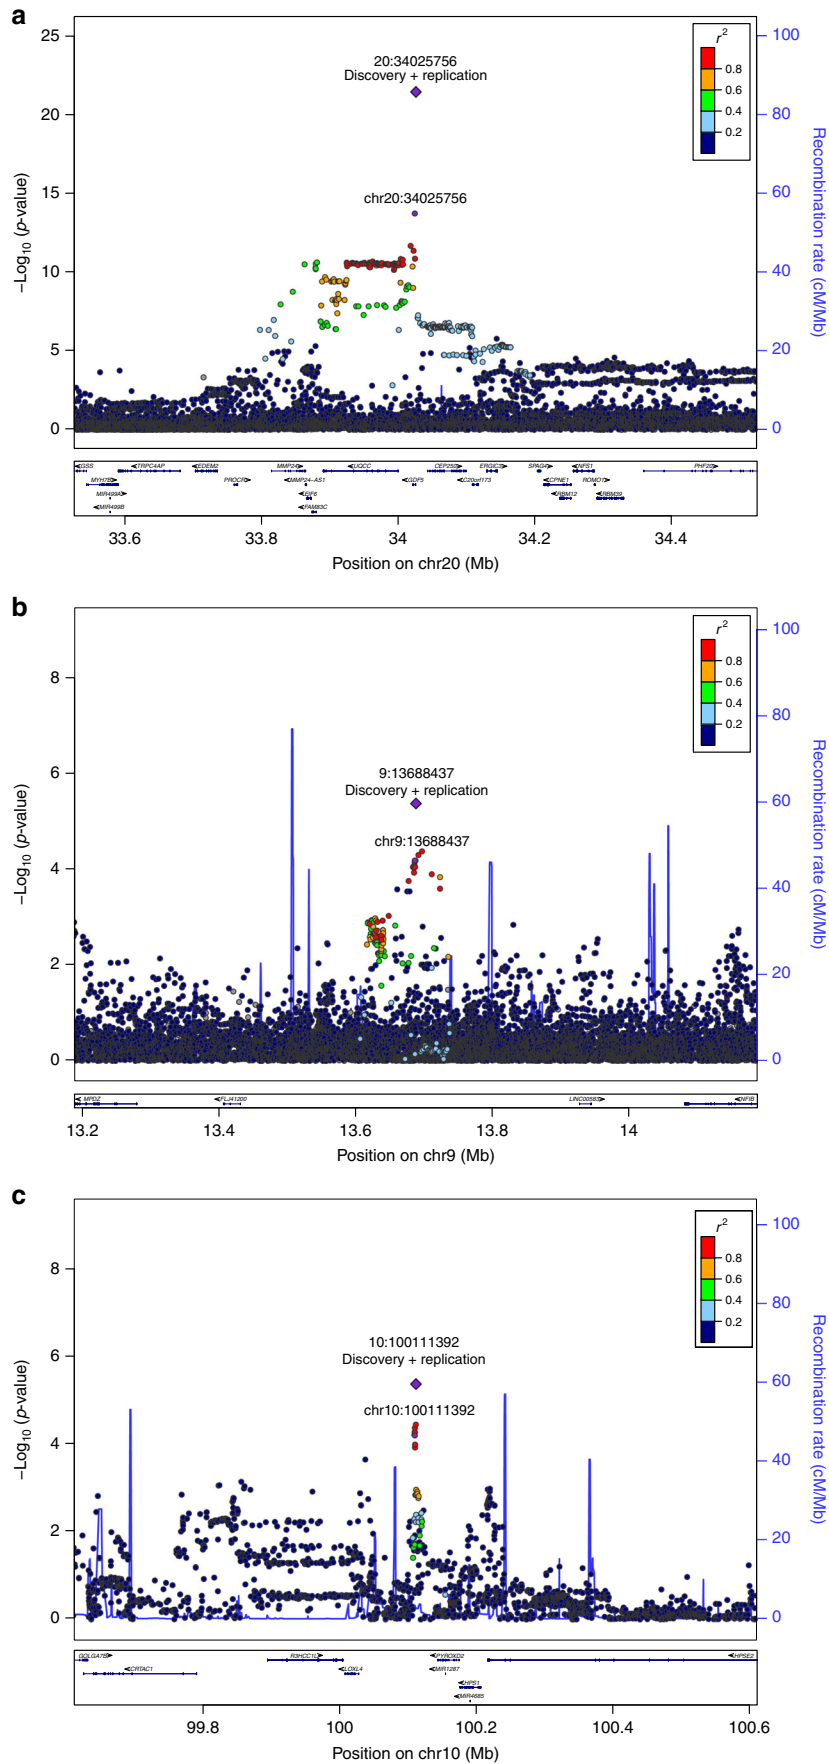 a
20:34025756
Discovery + replication
chr20:34025756
r2
0.8
0.6
0.4
0.2
25
20
15
10
5
0
−Log10 (p-value)
100
80
60
40
20
0
Recombination rate (cM/Mb)
GSS
TRPC4AP
EDEM2
MMP24
UQCC
CEP250
ERGIC3
SPAG4
NFS1
PHF20
MYH7B
PROCR
MMP24-AS1
GDF5
C20orf173
CPNE1
ROMO1
MIR499A
EIF6
RBM12
RBM39
MIR499B
FAM83C
33.6
33.8
34
34.2
34.4
Position on chr20 (Mb)
b
9:13688437
Discovery + replication
chr9:13688437
r2
0.8
0.6
0.4
0.2
8
6
4
2
0
−Log10 (p-value)
100
80
60
40
20
0
Recombination rate (cM/Mb)
MPDZ
FLJ41200
LINC00583
NFIB
13.2
13.4
13.6
13.8
14
Position on chr9 (Mb)
c
10:100111392
Discovery + replication
chr10:100111392
r2
0.8
0.6
0.4
0.2
8
6
4
2
0
−Log10 (p-value)
100
80
60
40
20
0
Recombination rate (cM/Mb)
GOLGA7B
R3HCC1L
PYROXD2
HPSE2
CRTAC1
LOXL4
MIR1287
HPS1
MIR4685
99.8
100
100.2
100.4
100.6
Position on chr10 (Mb)